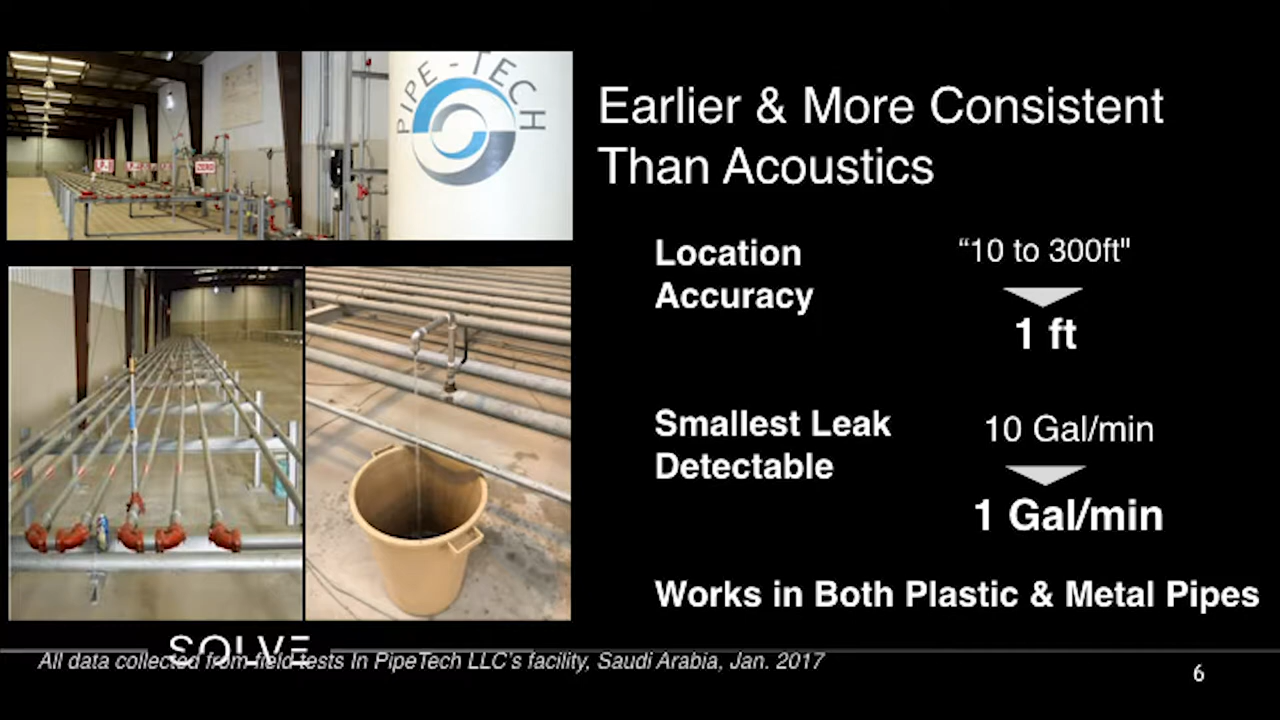 PIPE-TECH
ZERO
Earlier & More Consistent
Than Acoustics
Location
Accuracy
“10 to 300ft"
1 ft
Smallest Leak
Detectable
10 Gal/min
1 Gal/min
Works in Both Plastic & Metal Pipes
SOLVE
All data collected from field tests In PipeTech LLC’s facility, Saudi Arabia, Jan. 2017
6